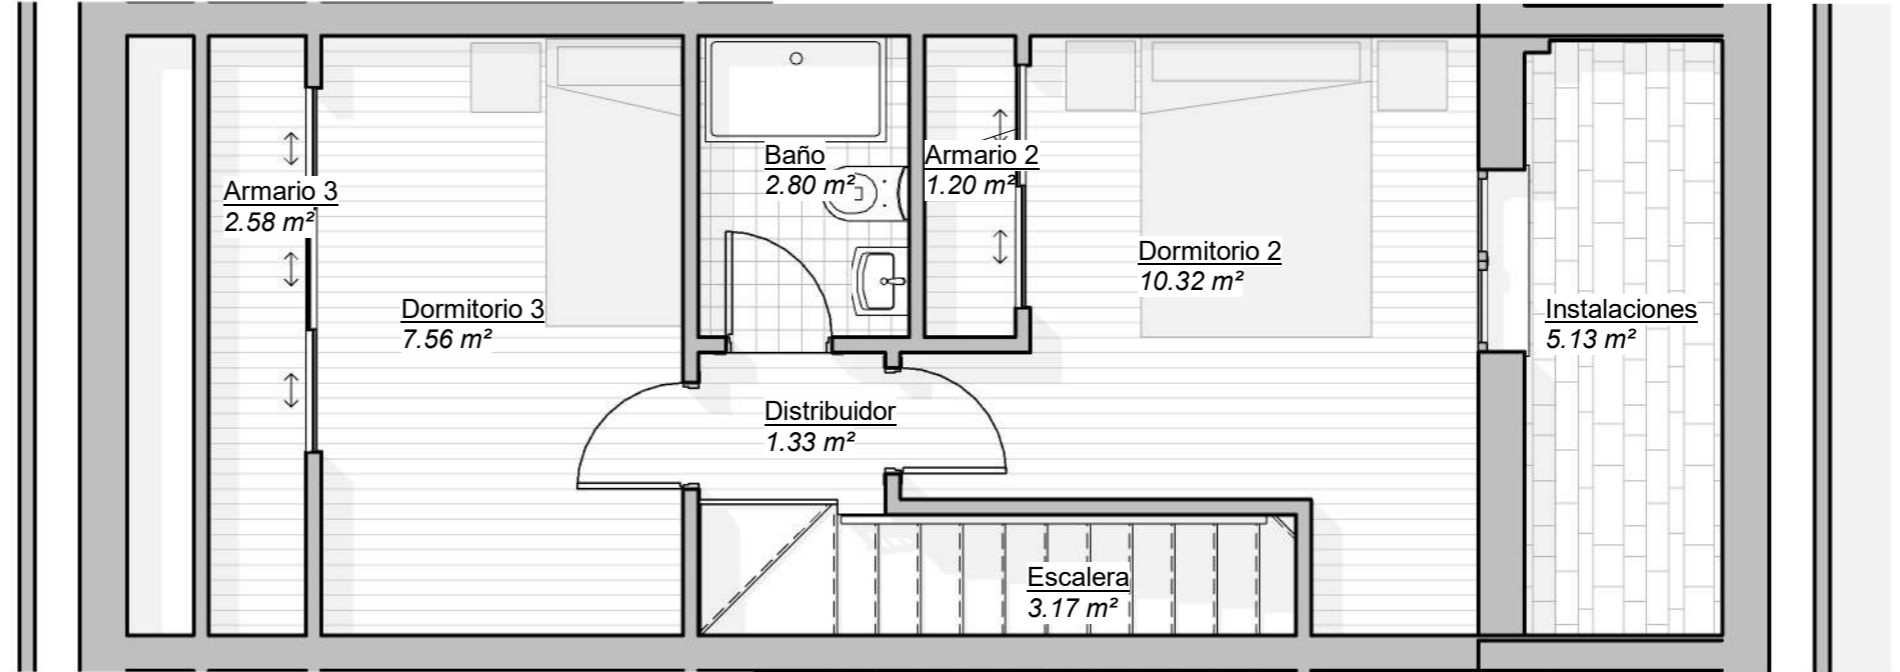 Armario 3
2.58 m²
Dormitorio 3
7.56 m²
Baño
2.80 m²
Armario 2
1.20 m²
Dormitorio 2
10.32 m²
Instalaciones
5.13 m²
Distribuidor
1.33 m²
Escalera
3.17 m²